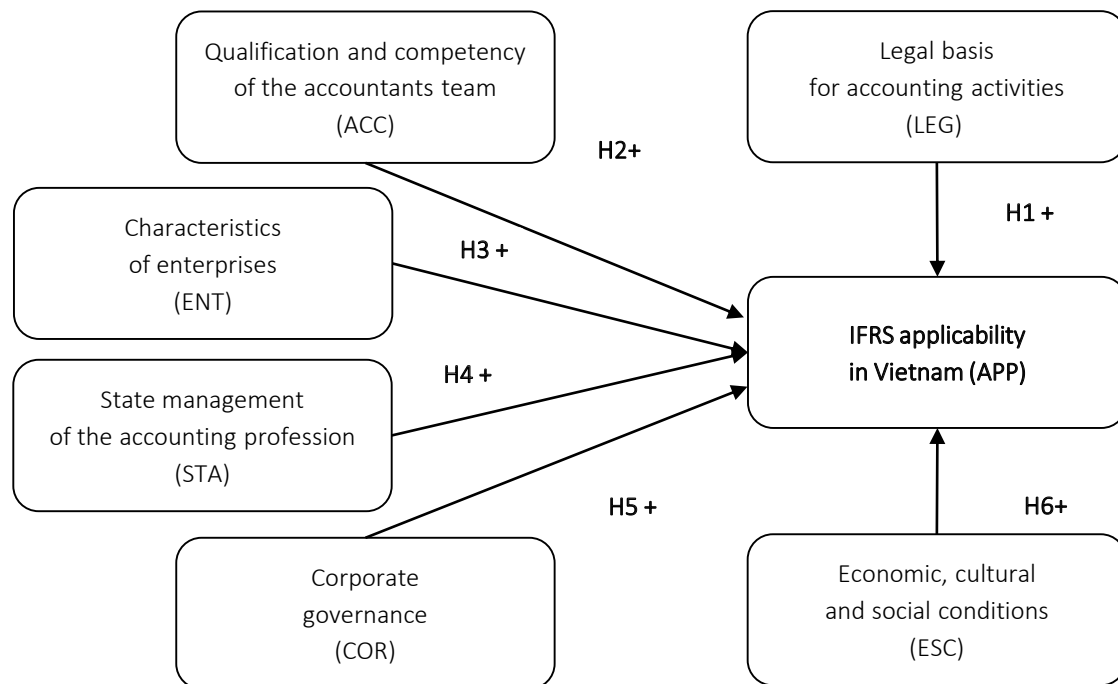 Qualification and competency
of the accountants team
(ACC)
Legal basis
for accounting activities
(LEG)
H2+
H1 +
Characteristics
of enterprises
(ENT)
H3 +
IFRS applicability
in Vietnam (APP)
State management
of the accounting profession
(STA)
H4 +
H5 +
H6+
Corporate
governance
(COR)
Economic, cultural
and social conditions
(ESC)